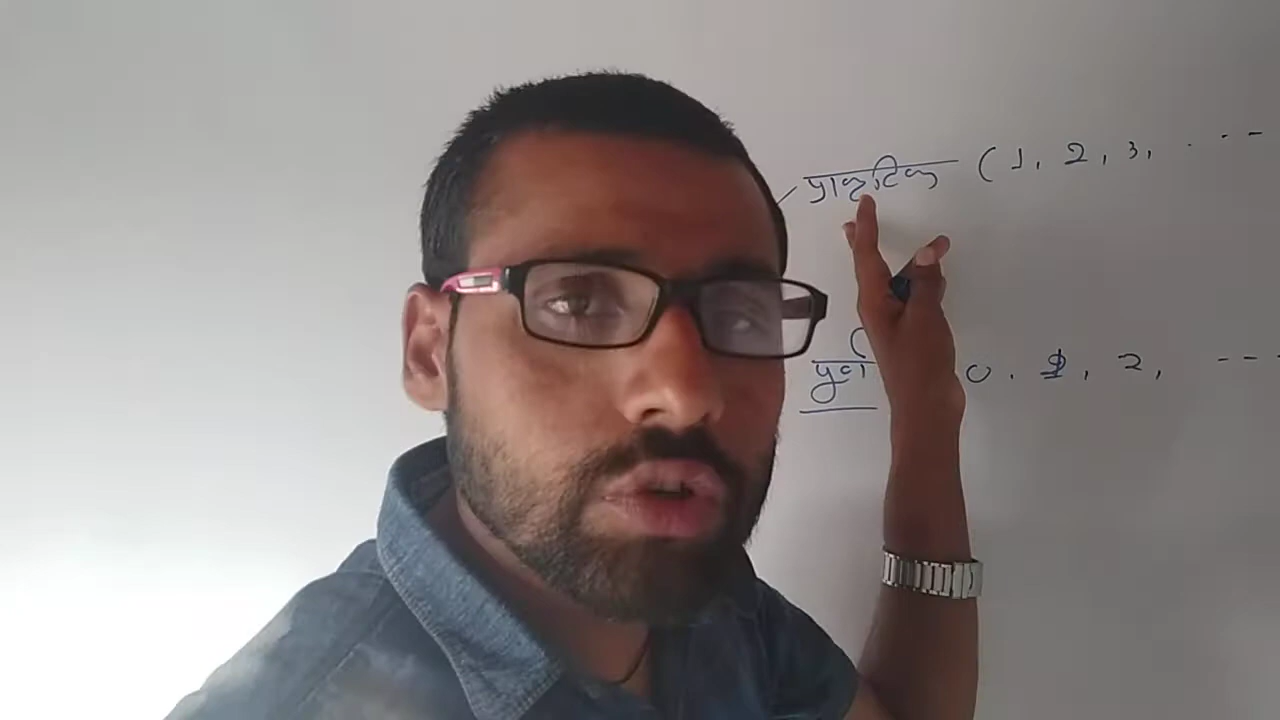 प्राकृतिक (1, 2, 3, . - -
पूर्ण 0, 1, 2, - - -